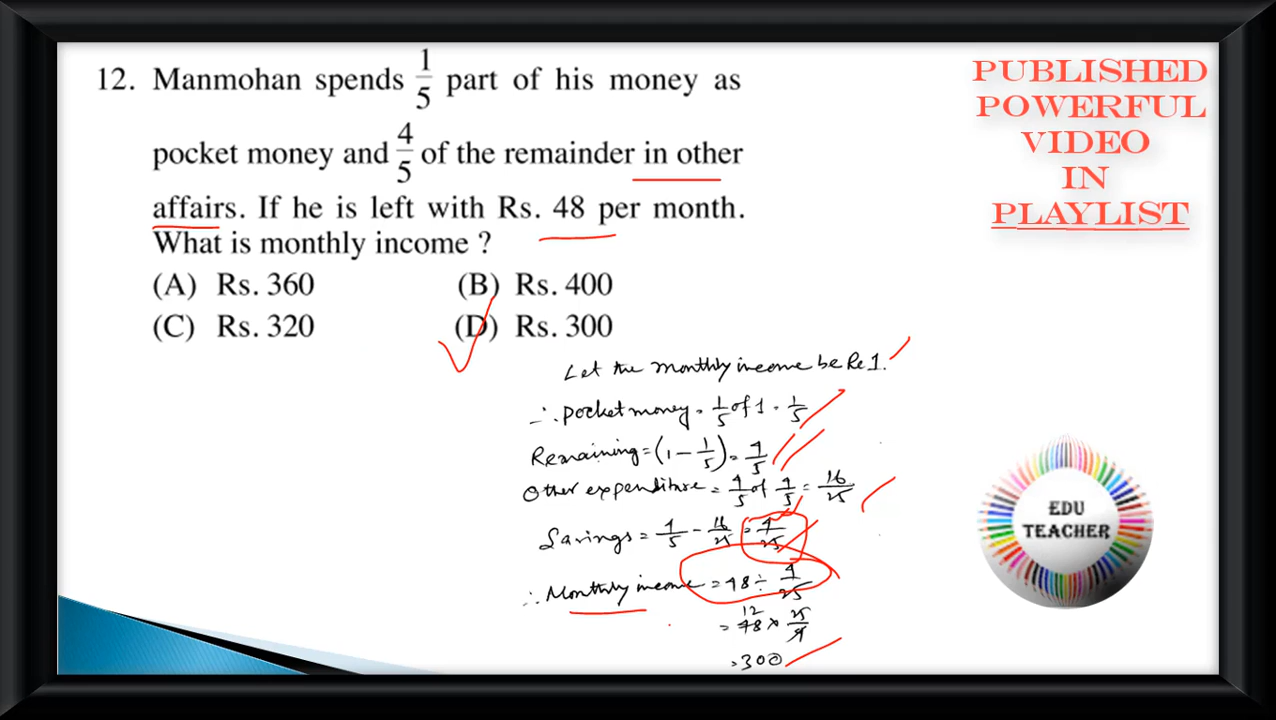 12. Manmohan spends 1/5 part of his money as
pocket money and 4/5 of the remainder in other
affairs. If he is left with Rs. 48 per month.
What is monthly income ?
(A) Rs. 360 (B) Rs. 400
(C) Rs. 320 (D) Rs. 300
Let the monthly income be Re 1.
∴ pocket money = 1/5 of 1 = 1/5
Remaining = (1 - 1/5) = 4/5
Other expenditure = 4/5 of 4/5 = 16/25
Savings = 4/5 - 16/25 = 4/25
∴ Monthly income = 48 ÷ 4/25
12
= 48 × 25/4
= 300
PUBLISHED
POWERFUL
VIDEO
IN
PLAYLIST
EDU
TEACHER